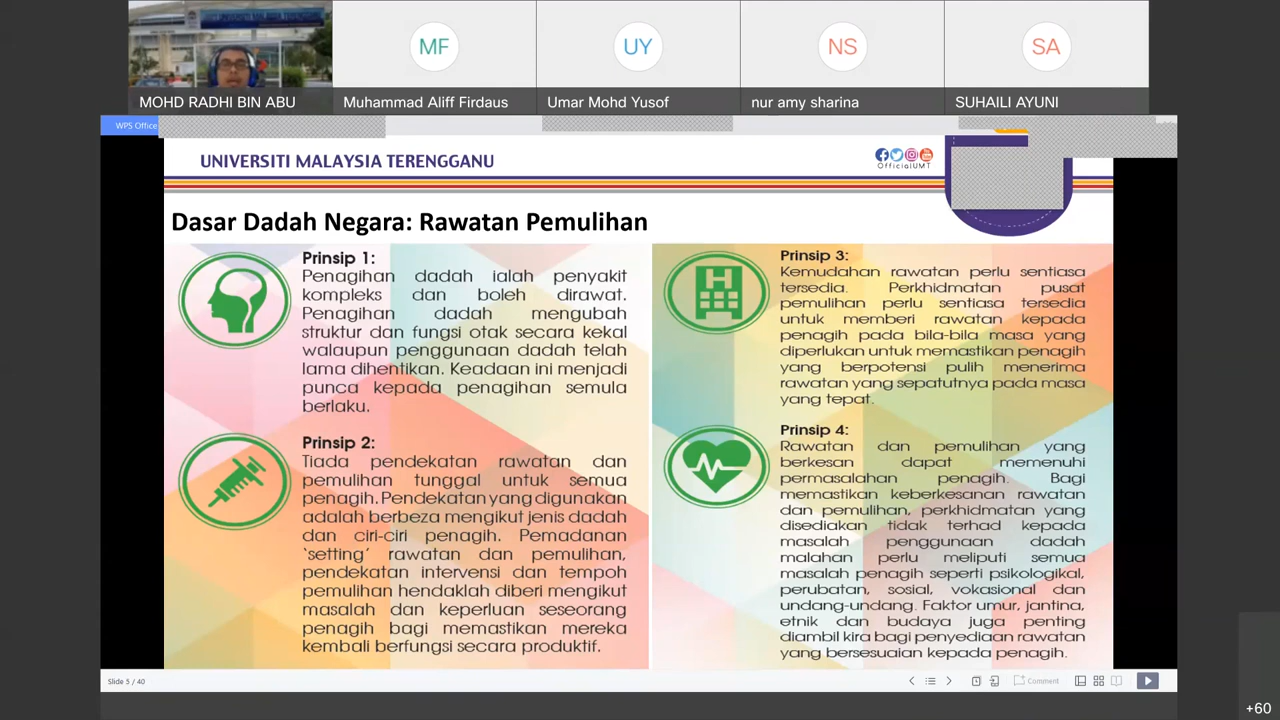 MF
UY
NS
SA
MOHD RADHI BIN ABU
Muhammad Aliff Firdaus
Umar Mohd Yusof
nur amy sharina
SUHAILI AYUNI
WPS Office
UNIVERSITI MALAYSIA TERENGGANU
OfficialUMT
Dasar Dadah Negara: Rawatan Pemulihan
Prinsip 1:
Penagihan dadah ialah penyakit
kompleks dan boleh dirawat.
Penagihan dadah mengubah
struktur dan fungsi otak secara kekal
walaupun penggunaan dadah telah
lama dihentikan. Keadaan ini menjadi
punca kepada penagihan semula
berlaku.
Prinsip 2:
Tiada pendekatan rawatan dan
pemulihan tunggal untuk semua
penagih. Pendekatan yang digunakan
adalah berbeza mengikut jenis dadah
dan ciri-ciri penagih. Pemadanan
‘setting’ rawatan dan pemulihan,
pendekatan intervensi dan tempoh
pemulihan hendaklah diberi mengikut
masalah dan keperluan seseorang
penagih bagi memastikan mereka
kembali berfungsi secara produktif.
Prinsip 3:
Kemudahan rawatan perlu sentiasa
tersedia. Perkhidmatan pusat
pemulihan perlu sentiasa tersedia
untuk memberi rawatan kepada
penagih pada bila-bila masa yang
diperlukan untuk memastikan penagih
yang berpotensi pulih menerima
rawatan yang sepatutnya pada masa
yang tepat.
Prinsip 4:
Rawatan dan pemulihan yang
berkesan dapat memenuhi
permasalahan penagih. Bagi
memastikan keberkesanan rawatan
dan pemulihan, perkhidmatan yang
disediakan tidak terhad kepada
masalah penggunaan dadah
malahan perlu meliputi semua
masalah penagih seperti psikologikal,
perubatan, sosial, vokasional dan
undang-undang. Faktor umur, jantina,
etnik dan budaya juga penting
diambil kira bagi penyediaan rawatan
yang bersesuaian kepada penagih.
Slide 5 / 40
Comment
+60